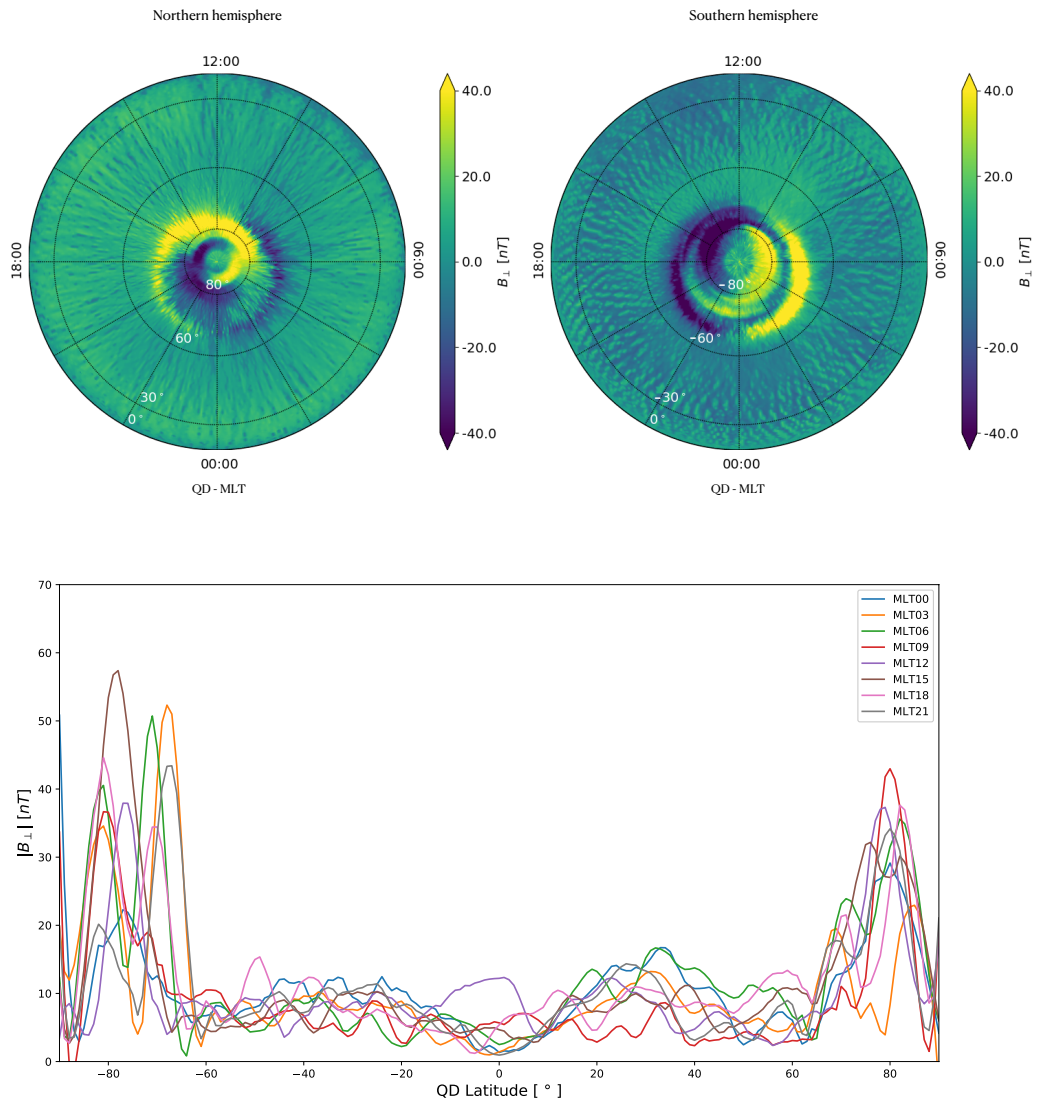 Northern hemisphere
Southern hemisphere
12:00
12:00
40.0
20.0
0.0
-20.0
-40.0
B⊥ [nT]
18:00
06:00
80
60°
30°
0°
00:00
QD - MLT
40.0
20.0
0.0
-20.0
-40.0
B⊥ [nT]
18:00
06:00
−80°
−60°
−30°
0°
00:00
QD - MLT
70
60
50
40
30
20
10
0
|B⊥| [nT]
MLT00
MLT03
MLT06
MLT09
MLT12
MLT15
MLT18
MLT21
−80
−60
−40
−20
0
20
40
60
80
QD Latitude [ ° ]